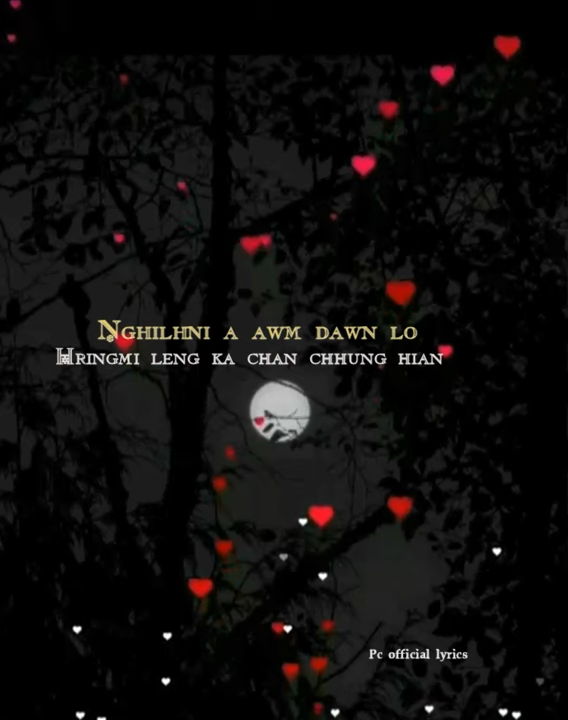 Nghilhni a awm dawn lo
Hringmi leng ka chan chhung hian
Pc official lyrics